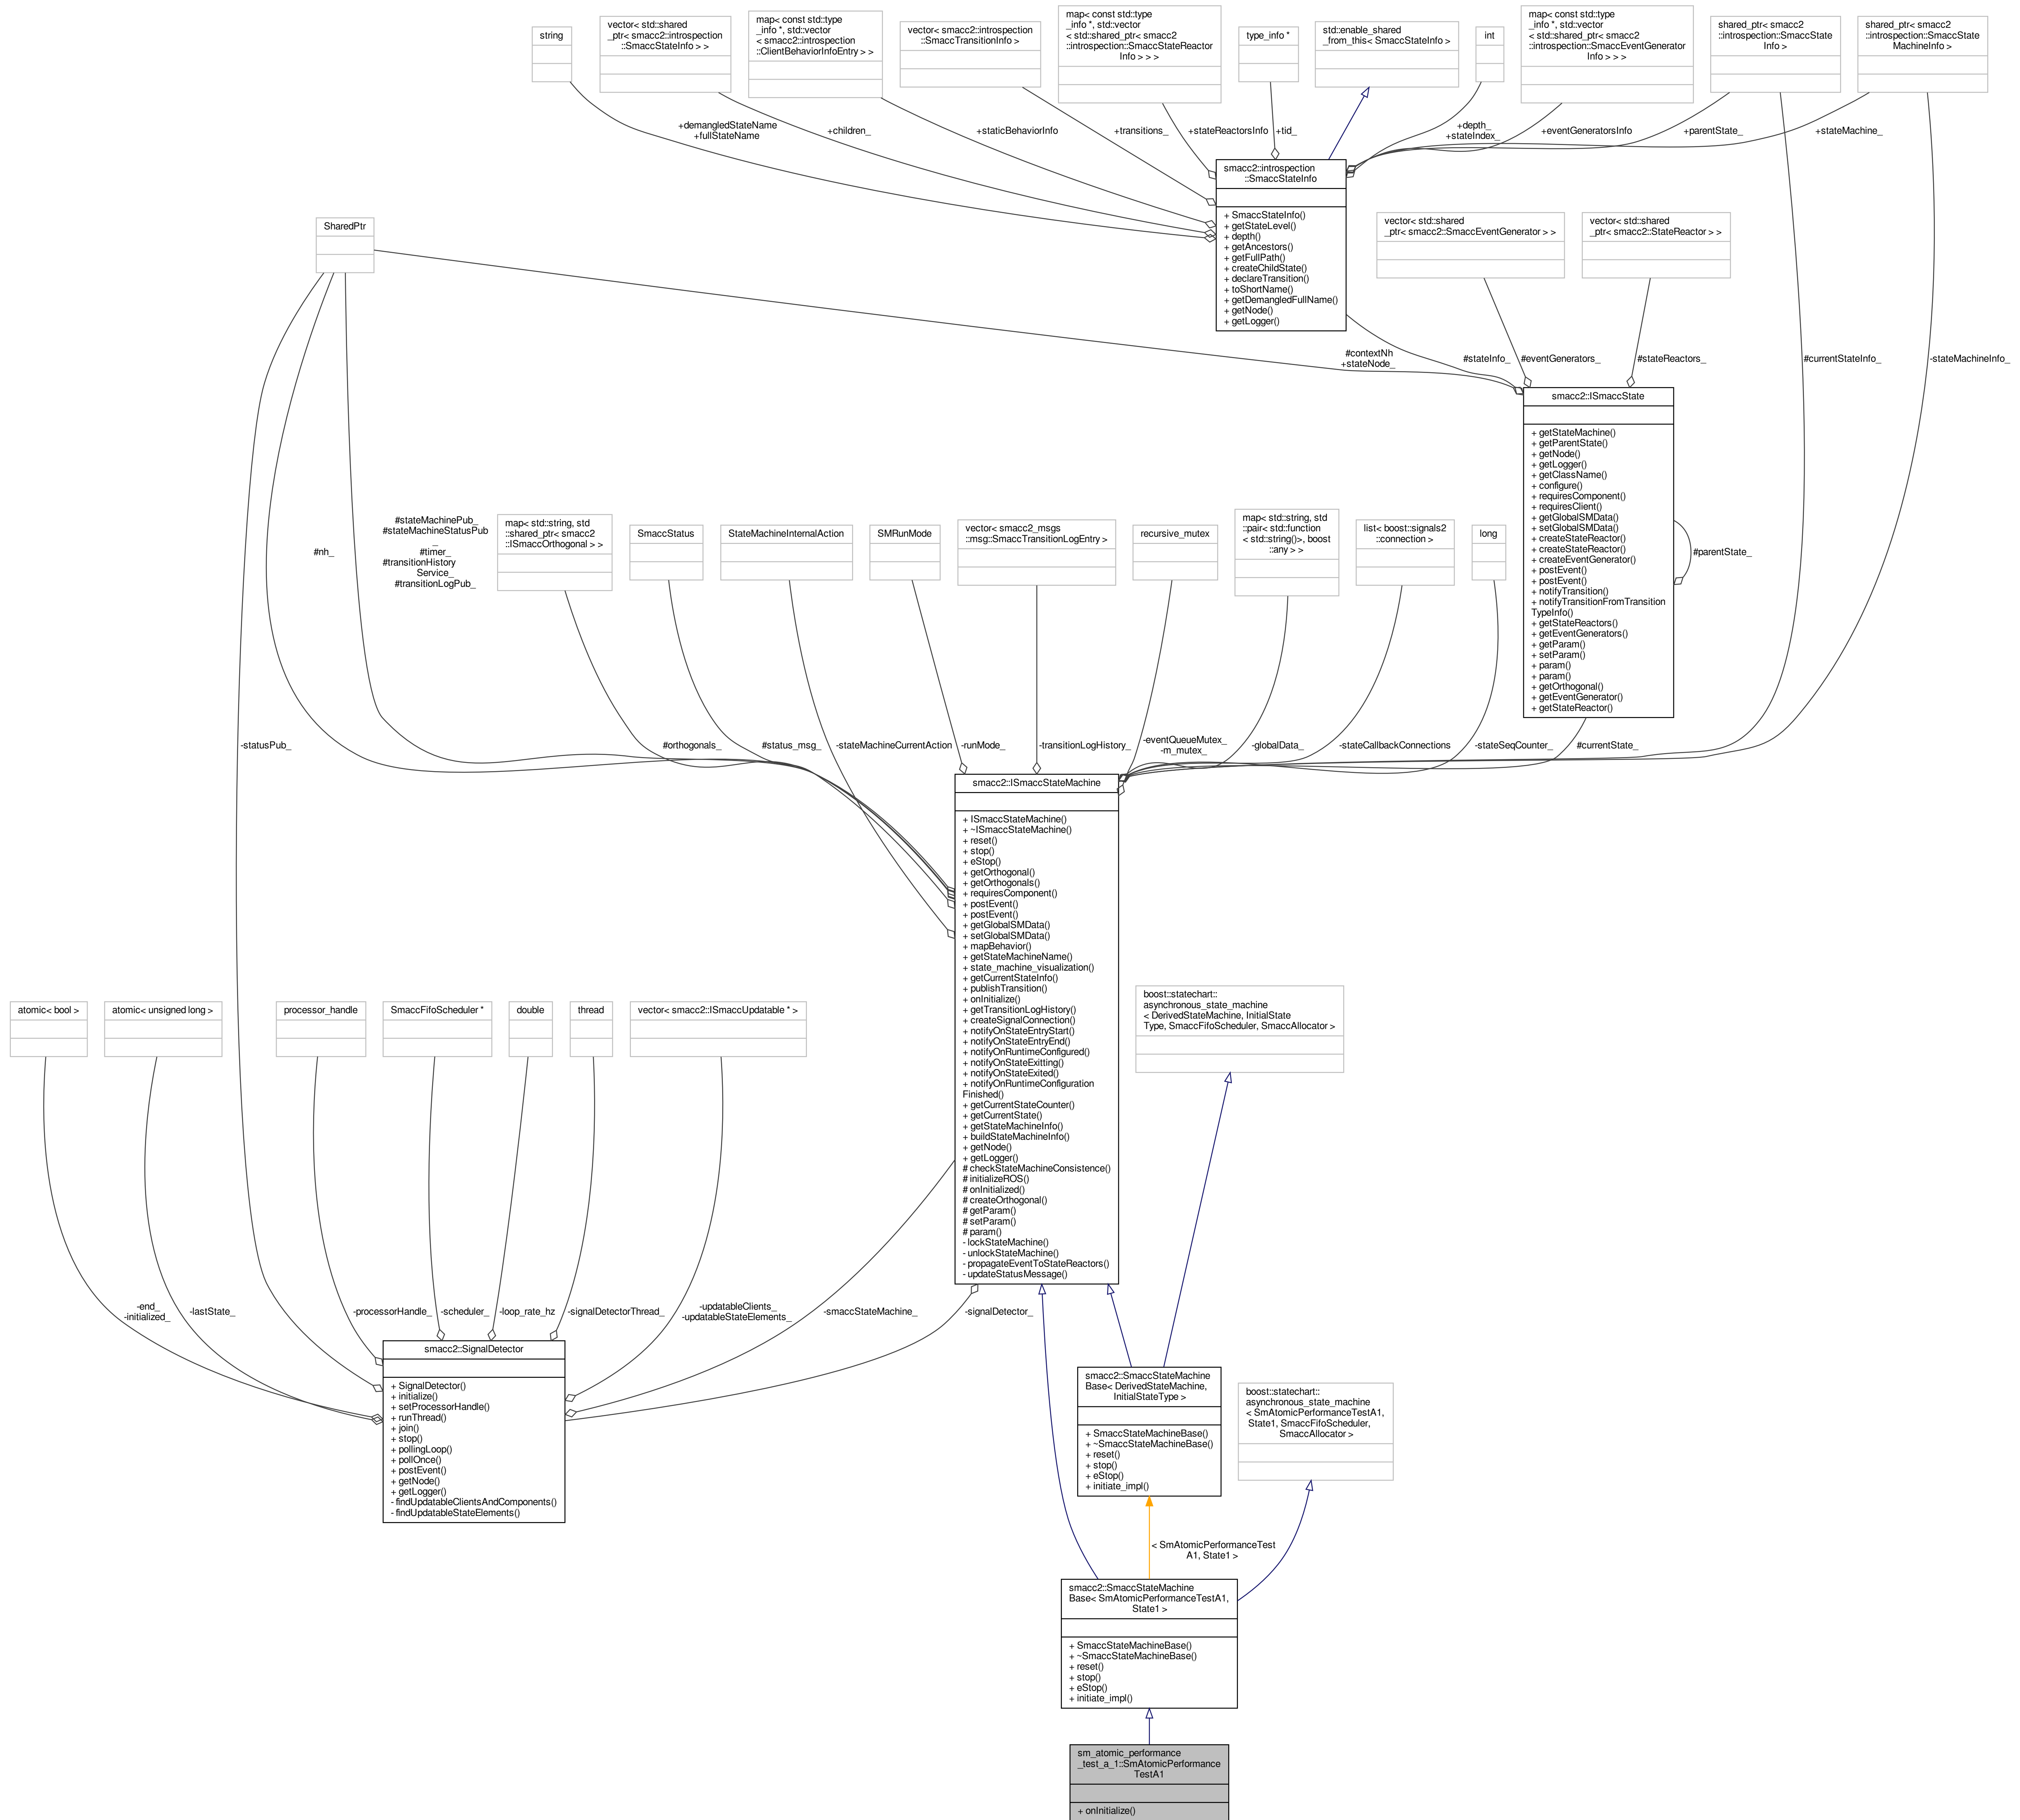 string
vector< std::shared
_ptr< smacc2::introspection
::SmaccStateInfo > >
map< const std::type
_info *, std::vector
< smacc2::introspection
::ClientBehaviorInfoEntry > >
vector< smacc2::introspection
::SmaccTransitionInfo >
map< const std::type
_info *, std::vector
< std::shared_ptr< smacc2
::introspection::SmaccStateReactor
Info > > >
type_info *
std::enable_shared
_from_this< SmaccStateInfo >
int
map< const std::type
_info *, std::vector
< std::shared_ptr< smacc2
::introspection::SmaccEventGenerator
Info > > >
shared_ptr< smacc2
::introspection::SmaccState
Info >
shared_ptr< smacc2
::introspection::SmaccState
MachineInfo >
+demangledStateName
+fullStateName
+children_
+staticBehaviorInfo
+transitions_
+stateReactorsInfo
+tid_
+depth_
+stateIndex_
+eventGeneratorsInfo
+parentState_
+stateMachine_
smacc2::introspection
::SmaccStateInfo
+ SmaccStateInfo()
+ getStateLevel()
+ depth()
+ getAncestors()
+ getFullPath()
+ createChildState()
+ declareTransition()
+ toShortName()
+ getDemangledFullName()
+ getNode()
+ getLogger()
SharedPtr
vector< std::shared
_ptr< smacc2::SmaccEventGenerator > >
vector< std::shared
_ptr< smacc2::StateReactor > >
#contextNh
+stateNode_
#stateInfo_
#eventGenerators_
#stateReactors_
#currentStateInfo_
-stateMachineInfo_
smacc2::ISmaccState
+ getStateMachine()
+ getParentState()
+ getNode()
+ getLogger()
+ getClassName()
+ configure()
+ requiresComponent()
+ requiresClient()
+ getGlobalSMData()
+ setGlobalSMData()
+ createStateReactor()
+ createStateReactor()
+ createEventGenerator()
+ postEvent()
+ postEvent()
+ notifyTransition()
+ notifyTransitionFromTransition
TypeInfo()
+ getStateReactors()
+ getEventGenerators()
+ getParam()
+ setParam()
+ param()
+ param()
+ getOrthogonal()
+ getEventGenerator()
+ getStateReactor()
#parentState_
#nh_
#stateMachinePub_
#stateMachineStatusPub
_
#timer_
#transitionHistory
Service_
#transitionLogPub_
map< std::string, std
::shared_ptr< smacc2
::ISmaccOrthogonal > >
SmaccStatus
StateMachineInternalAction
SMRunMode
vector< smacc2_msgs
::msg::SmaccTransitionLogEntry >
recursive_mutex
map< std::string, std
::pair< std::function
< std::string()>, boost
::any > >
list< boost::signals2
::connection >
long
-statusPub_
#orthogonals_
#status_msg_
-stateMachineCurrentAction
-runMode_
-transitionLogHistory_
-eventQueueMutex_
-m_mutex_
-globalData_
-stateCallbackConnections
-stateSeqCounter_
#currentState_
smacc2::ISmaccStateMachine
+ ISmaccStateMachine()
+ ~ISmaccStateMachine()
+ reset()
+ stop()
+ eStop()
+ getOrthogonal()
+ getOrthogonals()
+ requiresComponent()
+ postEvent()
+ postEvent()
+ getGlobalSMData()
+ setGlobalSMData()
+ mapBehavior()
+ getStateMachineName()
+ state_machine_visualization()
+ getCurrentStateInfo()
+ publishTransition()
+ onInitialize()
+ getTransitionLogHistory()
+ createSignalConnection()
+ notifyOnStateEntryStart()
+ notifyOnStateEntryEnd()
+ notifyOnRuntimeConfigured()
+ notifyOnStateExitting()
+ notifyOnStateExited()
+ notifyOnRuntimeConfiguration
Finished()
+ getCurrentStateCounter()
+ getCurrentState()
+ getStateMachineInfo()
+ buildStateMachineInfo()
+ getNode()
+ getLogger()
# checkStateMachineConsistence()
# initializeROS()
# onInitialized()
# createOrthogonal()
# getParam()
# setParam()
# param()
- lockStateMachine()
- unlockStateMachine()
- propagateEventToStateReactors()
- updateStatusMessage()
atomic< bool >
atomic< unsigned long >
processor_handle
SmaccFifoScheduler *
double
thread
vector< smacc2::ISmaccUpdatable * >
boost::statechart::
asynchronous_state_machine
< DerivedStateMachine, InitialState
Type, SmaccFifoScheduler, SmaccAllocator >
-end_
-initialized_
-lastState_
-processorHandle_
-scheduler_
-loop_rate_hz
-signalDetectorThread_
-updatableClients_
-updatableStateElements_
-smaccStateMachine_
-signalDetector_
smacc2::SignalDetector
+ SignalDetector()
+ initialize()
+ setProcessorHandle()
+ runThread()
+ join()
+ stop()
+ pollingLoop()
+ pollOnce()
+ postEvent()
+ getNode()
+ getLogger()
- findUpdatableClientsAndComponents()
- findUpdatableStateElements()
smacc2::SmaccStateMachine
Base< DerivedStateMachine,
InitialStateType >
+ SmaccStateMachineBase()
+ ~SmaccStateMachineBase()
+ reset()
+ stop()
+ eStop()
+ initiate_impl()
boost::statechart::
asynchronous_state_machine
< SmAtomicPerformanceTestA1,
State1, SmaccFifoScheduler,
SmaccAllocator >
< SmAtomicPerformanceTest
A1, State1 >
smacc2::SmaccStateMachine
Base< SmAtomicPerformanceTestA1,
State1 >
+ SmaccStateMachineBase()
+ ~SmaccStateMachineBase()
+ reset()
+ stop()
+ eStop()
+ initiate_impl()
sm_atomic_performance
_test_a_1::SmAtomicPerformance
TestA1
+ onInitialize()